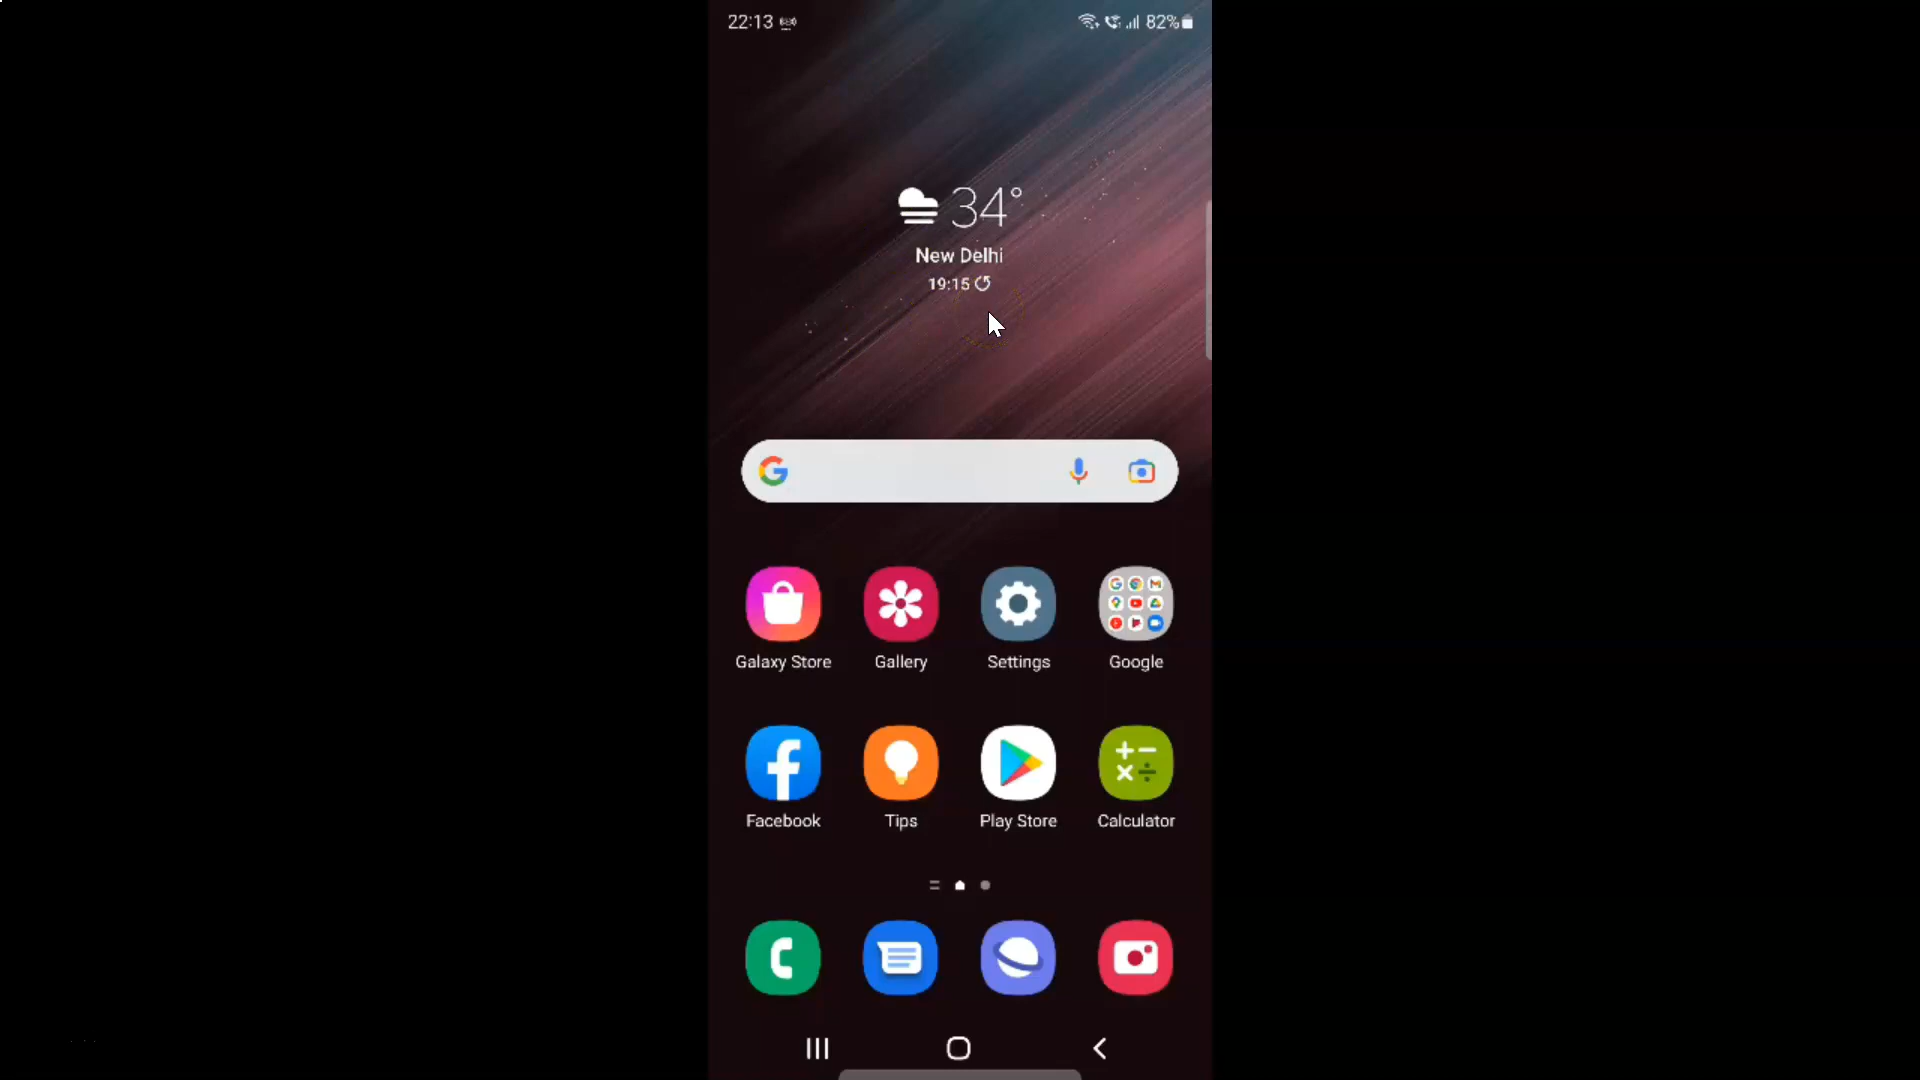 22:13
82%
34°
New Delhi
19:15
Galaxy Store
Gallery
Settings
Google
Facebook
Tips
Play Store
Calculator